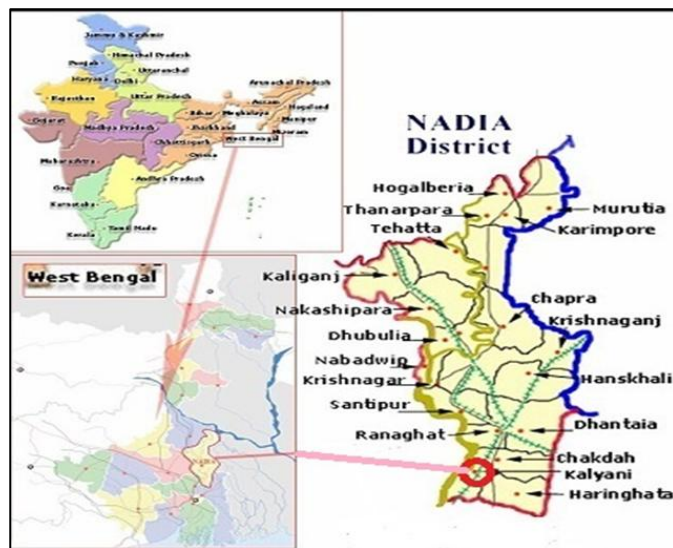 Jammu & Kashmir
Himachal Pradesh
Punjab
Uttaranchal
Haryana
Delhi
Arunachal Pradesh
Rajasthan
Uttar Pradesh
Assam
Nagaland
Bihar
Meghalaya
Manipur
Gujarat
Madhya Pradesh
Jharkhand
Mizoram
West Bengal
Chhattisgarh
Orissa
Maharashtra
Andhra Pradesh
Goa
Karnataka
Tamil Nadu
Kerala
West Bengal
NADIA
District
Hogalberia
Thanarpara
Murutia
Karimpore
Tehatta
Kaliganj
Chapra
Nakashipara
Krishnaganj
Dhubulia
Nabadwip
Krishnagar
Hanskhali
Santipur
Ranaghat
Dhantaia
Chakdah
Kalyani
Haringhata